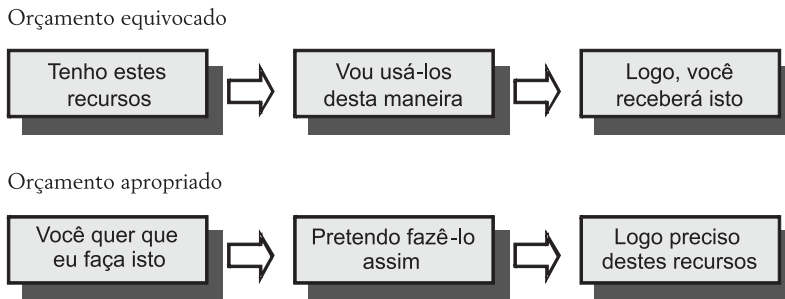 Orçamento equivocado
Tenho estes
recursos
Vou usá-los
desta maneira
Logo, você
receberá isto
Orçamento apropriado
Você quer que
eu faça isto
Pretendo fazê-lo
assim
Logo preciso
destes recursos